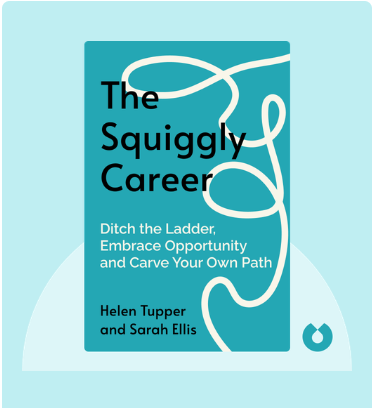 The
Squiggly
Career
Ditch the Ladder,
Embrace Opportunity
and Carve Your Own Path
Helen Tupper
and Sarah Ellis